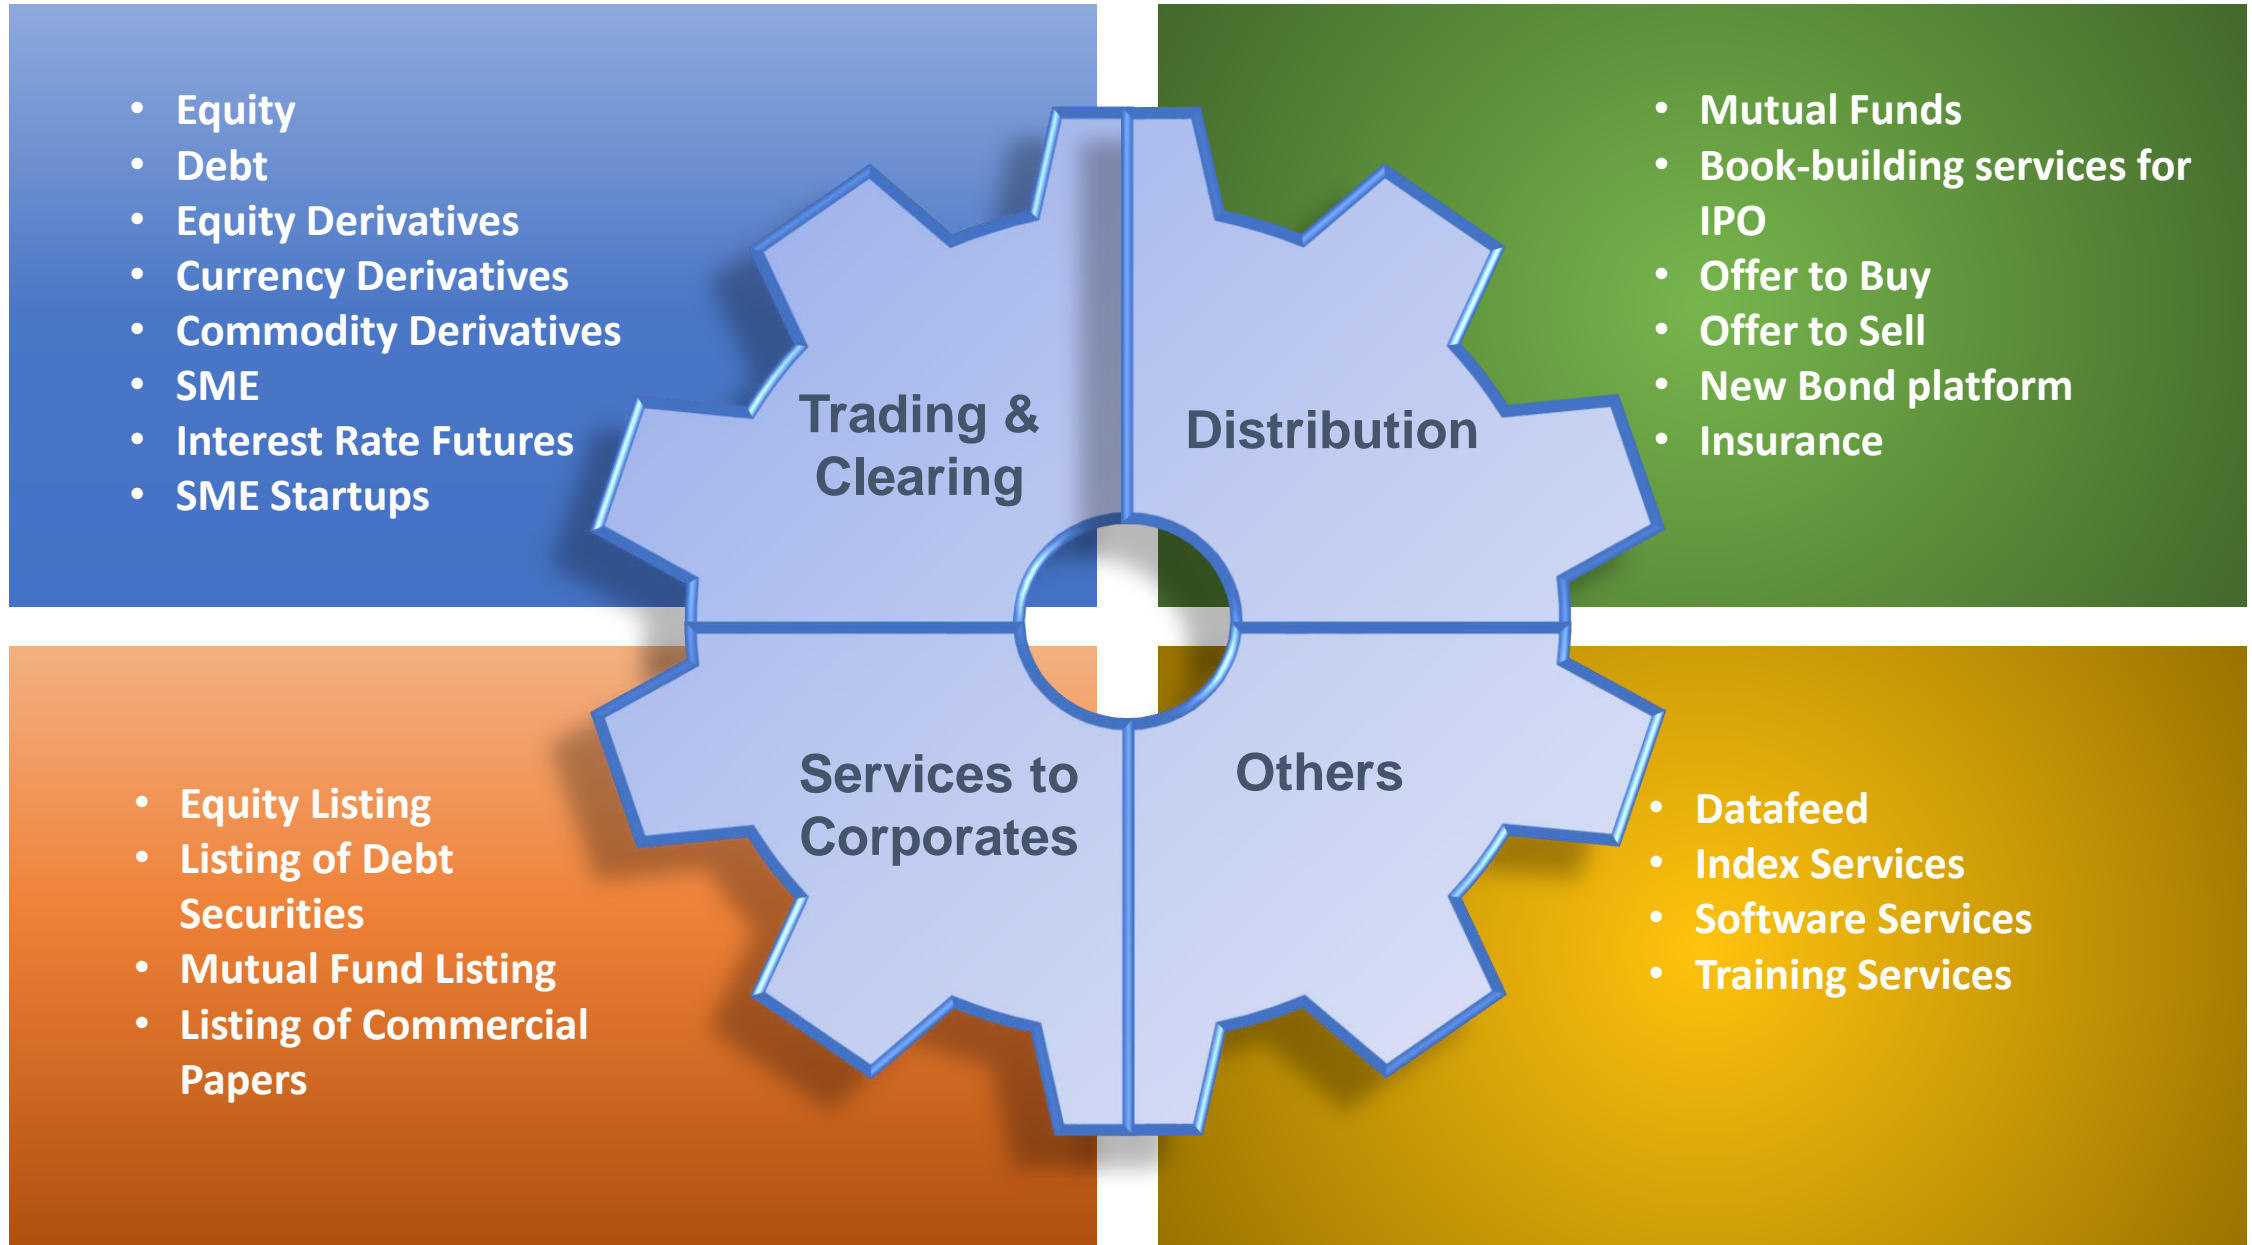 • Equity
• Debt
• Equity Derivatives
• Currency Derivatives
• Commodity Derivatives
• SME
• Interest Rate Futures
• SME Startups
Trading &
Clearing
Distribution
• Mutual Funds
• Book-building services for
IPO
• Offer to Buy
• Offer to Sell
• New Bond platform
• Insurance
• Equity Listing
• Listing of Debt
Securities
• Mutual Fund Listing
• Listing of Commercial
Papers
Services to
Corporates
Others
• Datafeed
• Index Services
• Software Services
• Training Services